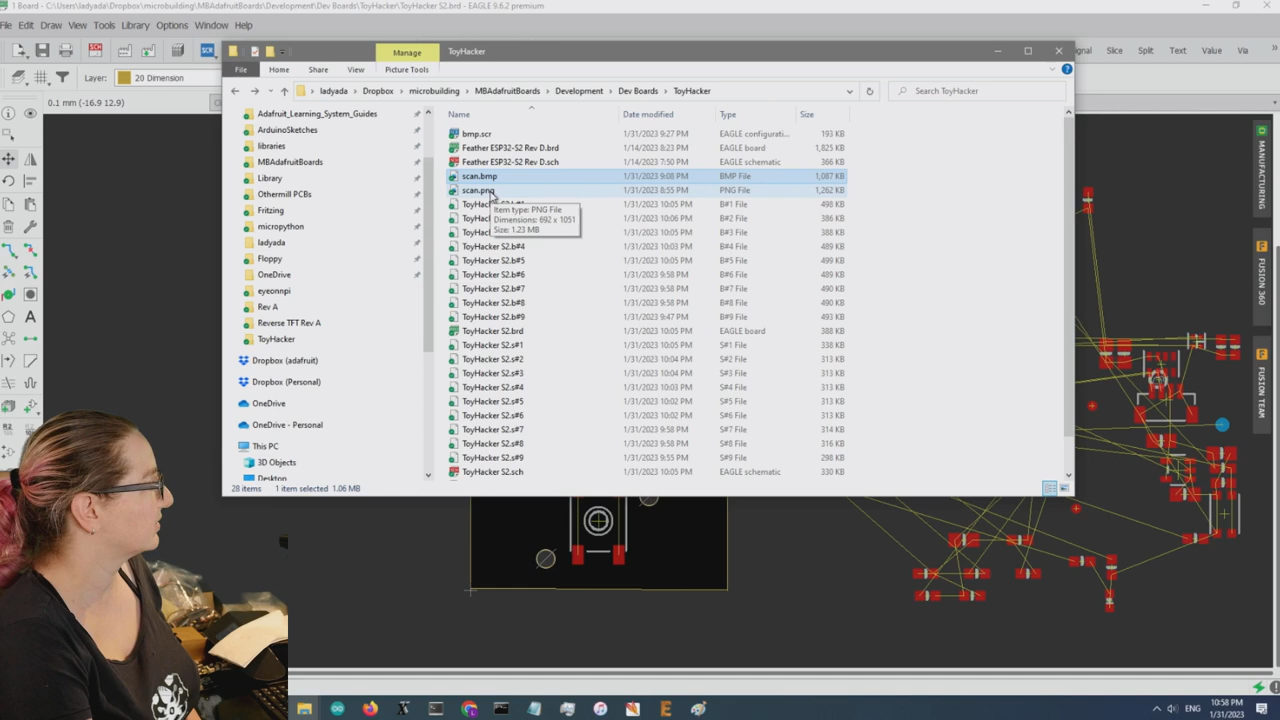 1 Board - C:\Users\ladyada\Dropbox\microbuilding\MBAdafruitBoards\Development\Dev Boards\ToyHacker\ToyHacker S2.brd - EAGLE 9.6.2 premium
File Edit Draw View Tools Library Options Window Help
SCR
Slice Split Text Value Via
Layer: 20 Dimension
0.1 mm (-16.9 12.9)
Manage ToyHacker
File Home Share View Picture Tools
ladyada Dropbox microbuilding MBAdafruitBoards Development Dev Boards ToyHacker
Search ToyHacker
Adafruit_Learning_System_Guides
ArduinoSketches
libraries
MBAdafruitBoards
Library
Othermill PCBs
Fritzing
micropython
ladyada
Floppy
OneDrive
eyeonnpi
Rev A
Reverse TFT Rev A
ToyHacker
Dropbox (adafruit)
Dropbox (Personal)
OneDrive
OneDrive - Personal
This PC
3D Objects
Desktop
Name Date modified Type Size
bmp.scr 1/31/2023 9:27 PM EAGLE configurati... 193 KB
Feather ESP32-S2 Rev D.brd 1/14/2023 8:23 PM EAGLE board 1,825 KB
Feather ESP32-S2 Rev D.sch 1/14/2023 7:50 PM EAGLE schematic 366 KB
scan.bmp 1/31/2023 9:08 PM BMP File 1,087 KB
scan.png 1/31/2023 8:55 PM PNG File 1,262 KB
1/31/2023 10:05 PM B#1 File 498 KB
1/31/2023 10:06 PM B#2 File 386 KB
1/31/2023 10:05 PM B#3 File 388 KB
ToyHacker S2.b#4 1/31/2023 10:03 PM B#4 File 489 KB
ToyHacker S2.b#5 1/31/2023 10:05 PM B#5 File 489 KB
ToyHacker S2.b#6 1/31/2023 9:58 PM B#6 File 489 KB
ToyHacker S2.b#7 1/31/2023 9:58 PM B#7 File 490 KB
ToyHacker S2.b#8 1/31/2023 9:58 PM B#8 File 490 KB
ToyHacker S2.b#9 1/31/2023 9:47 PM B#9 File 493 KB
ToyHacker S2.brd 1/31/2023 10:05 PM EAGLE board 388 KB
ToyHacker S2.s#1 1/31/2023 10:05 PM S#1 File 338 KB
ToyHacker S2.s#2 1/31/2023 10:04 PM S#2 File 313 KB
ToyHacker S2.s#3 1/31/2023 10:04 PM S#3 File 313 KB
ToyHacker S2.s#4 1/31/2023 10:03 PM S#4 File 313 KB
ToyHacker S2.s#5 1/31/2023 10:02 PM S#5 File 313 KB
ToyHacker S2.s#6 1/31/2023 10:02 PM S#6 File 313 KB
ToyHacker S2.s#7 1/31/2023 9:58 PM S#7 File 314 KB
ToyHacker S2.s#8 1/31/2023 9:58 PM S#8 File 316 KB
ToyHacker S2.s#9 1/31/2023 9:55 PM S#9 File 298 KB
ToyHacker S2.sch 1/31/2023 10:05 PM EAGLE schematic 330 KB
Item type: PNG File
Dimensions: 692 x 1051
Size: 1.23 MB
28 items 1 item selected 1.06 MB
MANUFACTURING
FUSION 360
FUSION TEAM
ENG
10:58 PM
1/31/2023